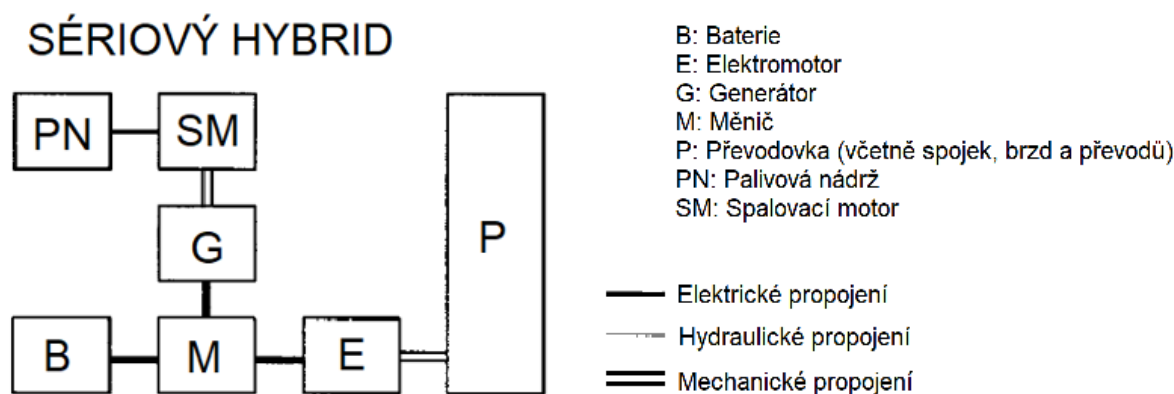 SÉRIOVÝ HYBRID
PN
SM
G
P
B
M
E
B: Baterie
E: Elektromotor
G: Generátor
M: Měnič
P: Převodovka (včetně spojek, brzd a převodů)
PN: Palivová nádrž
SM: Spalovací motor
Elektrické propojení
Hydraulické propojení
Mechanické propojení